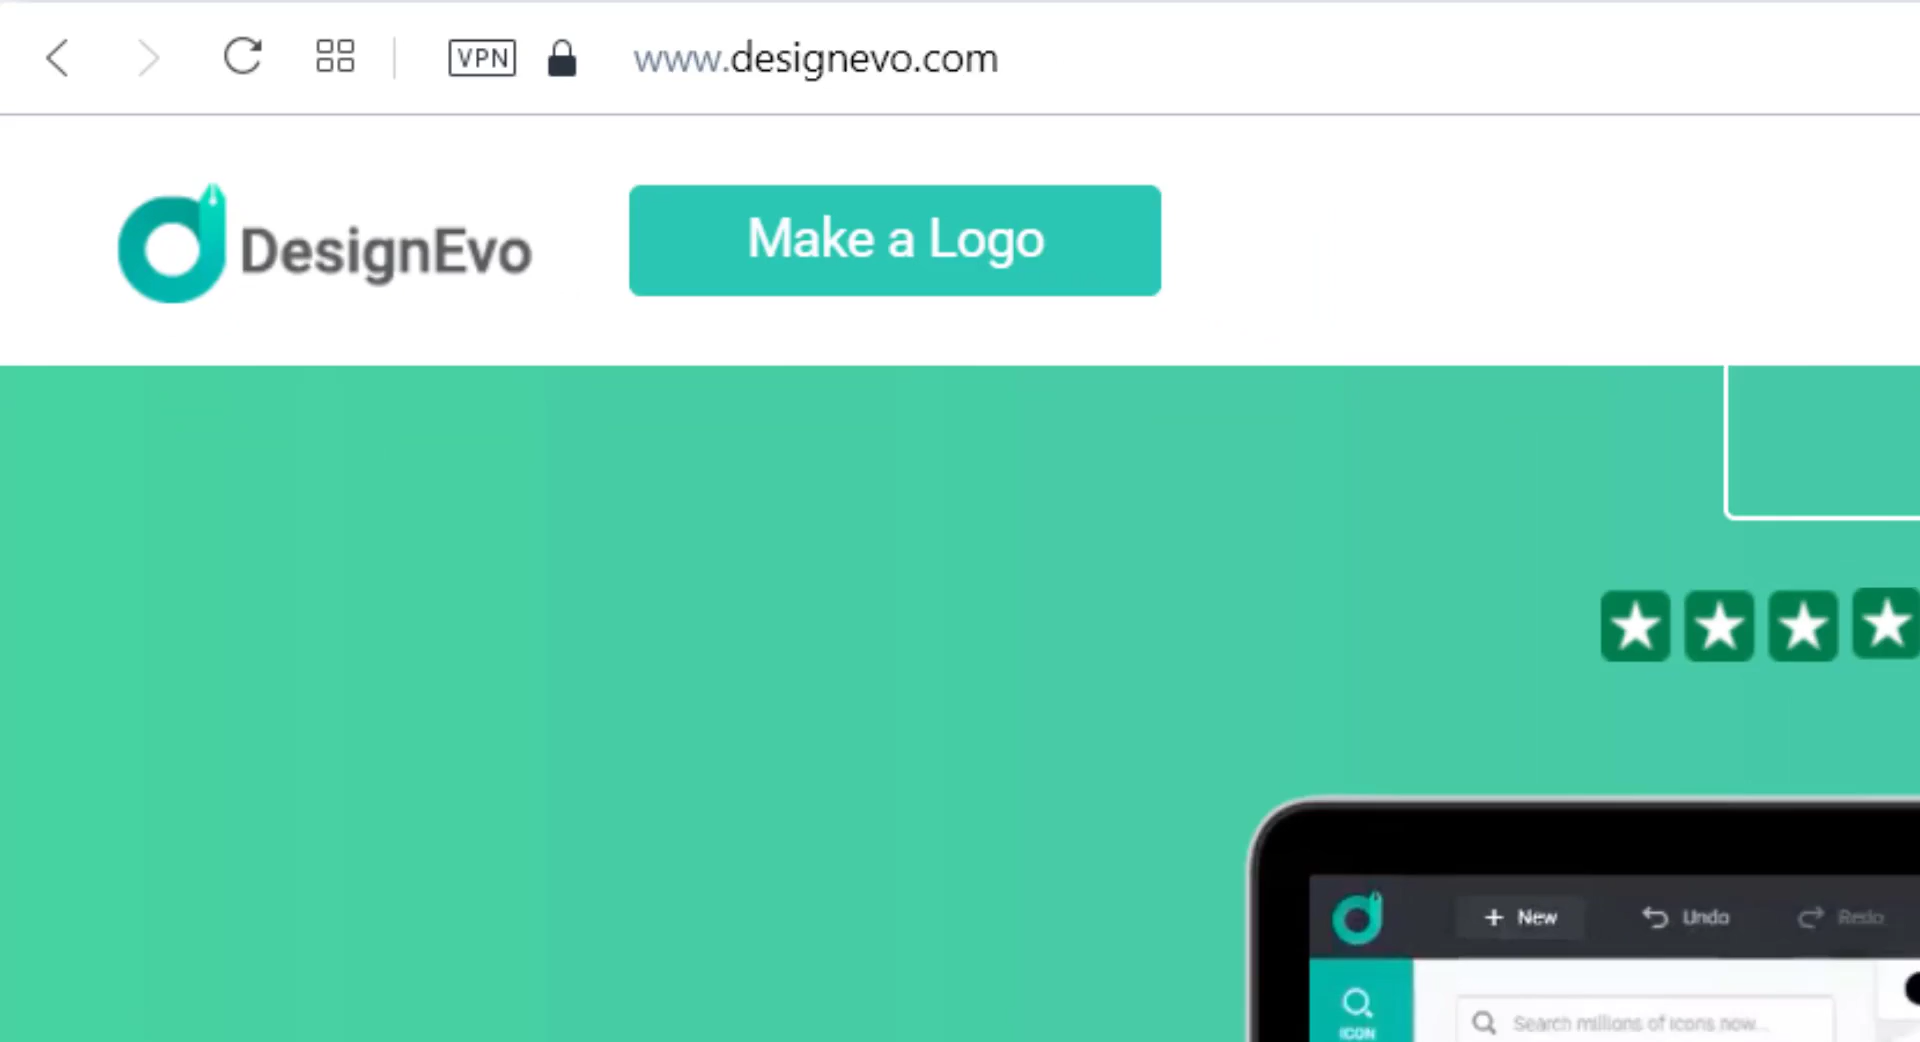 VPN
www.designevo.com
DesignEvo
Make a Logo
New
Undo
Redo
ICON
Search millions of icons now...